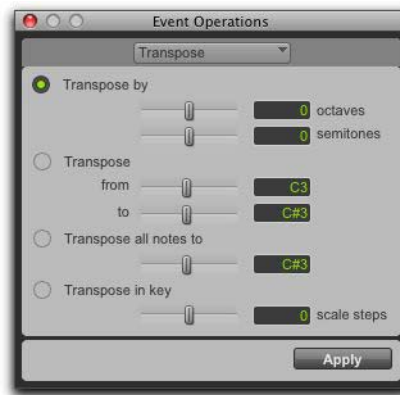 Event Operations
Transpose
Transpose by
0 octaves
0 semitones
Transpose
from C3
to C#3
Transpose all notes to
C#3
Transpose in key
0 scale steps
Apply